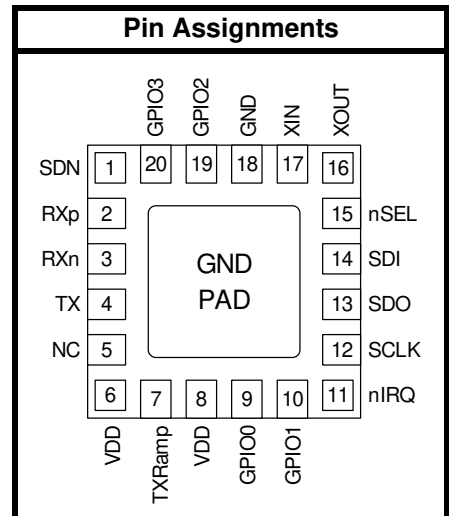 Pin Assignments
GPIO3
GPIO2
GND
XIN
XOUT
SDN 1 20 19 18 17 16
RXp 2 15 nSEL
RXn 3 GND 14 SDI
TX 4 PAD 13 SDO
NC 5 12 SCLK
6 7 8 9 10 11 nIRQ
VDD
TXRamp
VDD
GPIO0
GPIO1